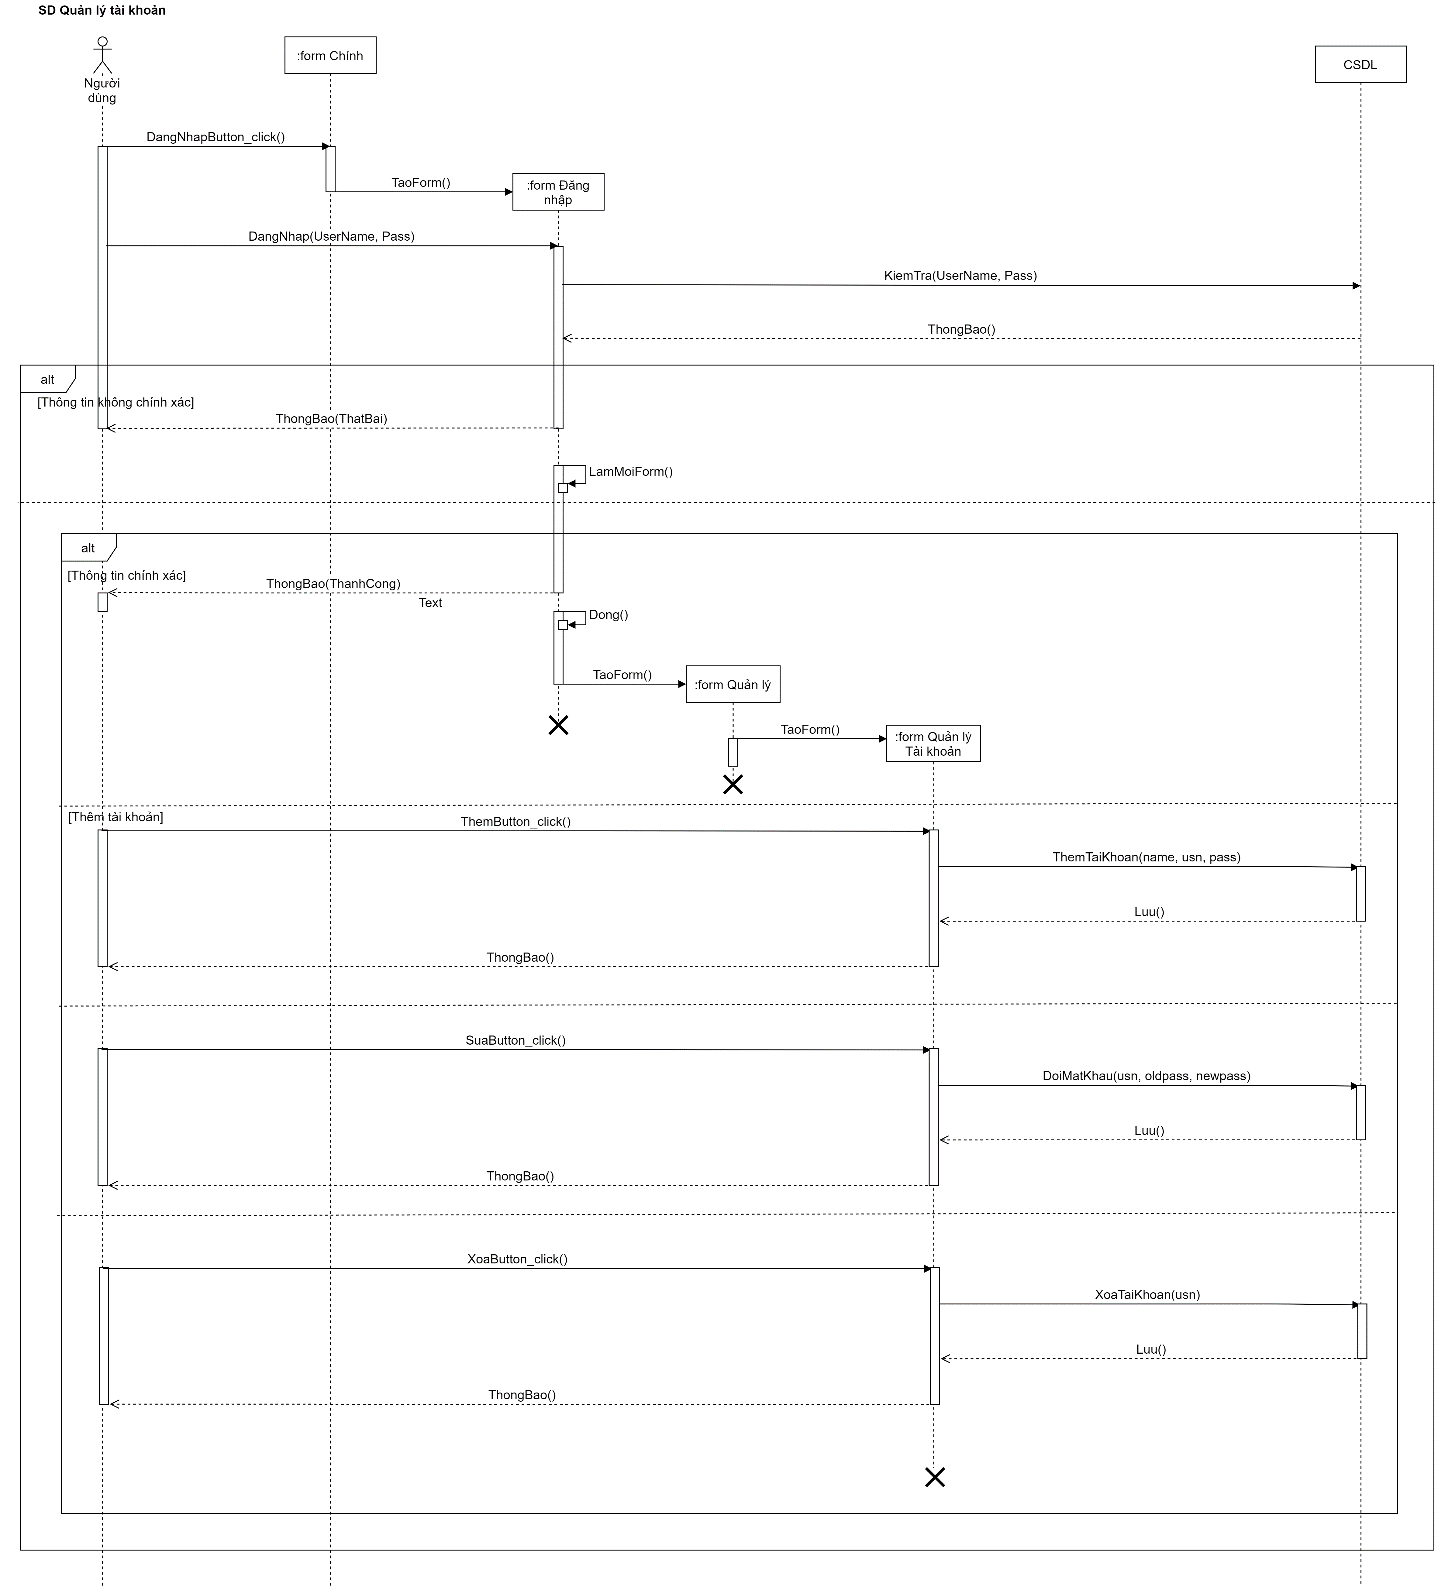 SD Quản lý tài khoản
:form Chính
CSDL
Người
dùng
DangNhapButton_click()
TaoForm()
:form Đăng
nhập
DangNhap(UserName, Pass)
KiemTra(UserName, Pass)
ThongBao()
alt
[Thông tin không chính xác]
ThongBao(ThatBai)
LamMoiForm()
alt
[Thông tin chính xác]
ThongBao(ThanhCong)
Text
Dong()
TaoForm()
:form Quản lý
TaoForm()
:form Quản lý
Tài khoản
[Thêm tài khoản]
ThemButton_click()
ThemTaiKhoan(name, usn, pass)
Luu()
ThongBao()
SuaButton_click()
DoiMatKhau(usn, oldpass, newpass)
Luu()
ThongBao()
XoaButton_click()
XoaTaiKhoan(usn)
Luu()
ThongBao()